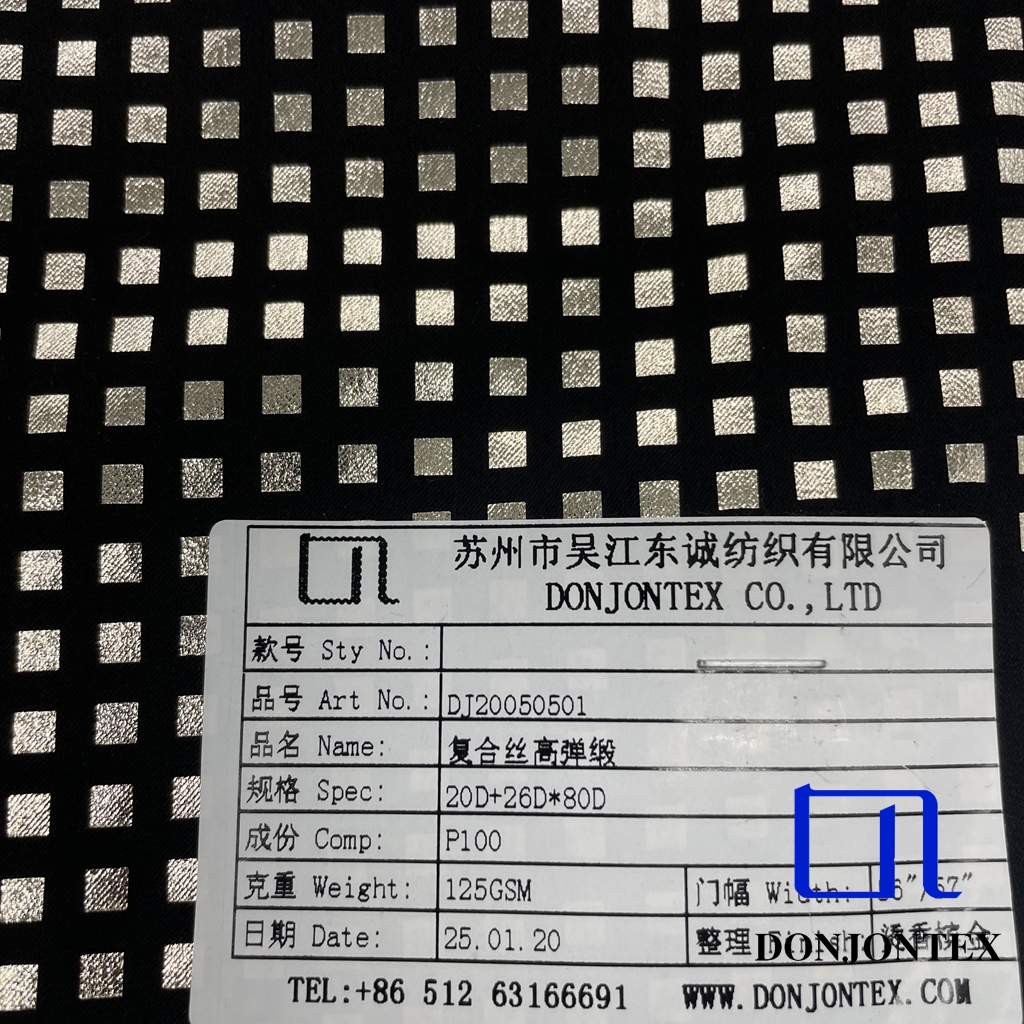 苏州市吴江东诚纺织有限公司
DONJONTEX CO.,LTD
款号 Sty No.:
品号 Art No.: DJ20050501
品名 Name: 复合丝高弹缎
规格 Spec: 20D+26D*80D
成份 Comp: P100
克重 Weight: 125GSM 门幅 Width:
日期 Date: 25.01.20 整理
DONJONTEX
TEL:+86 512 63166691 WWW.DONJONTEX.COM